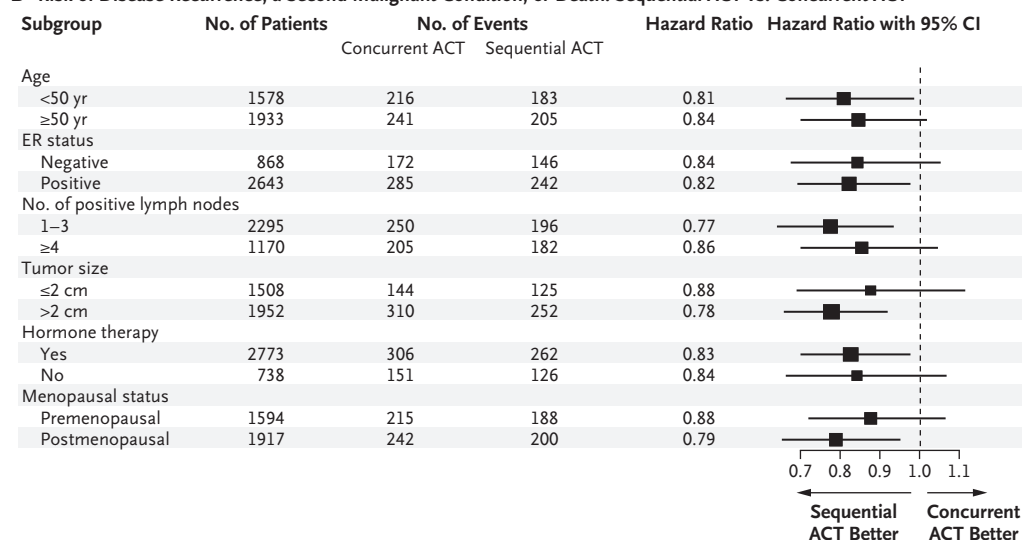 Subgroup No. of Patients No. of Events Hazard Ratio Hazard Ratio with 95% CI
Concurrent ACT Sequential ACT
Age
<50 yr 1578 216 183 0.81
≥50 yr 1933 241 205 0.84
ER status
Negative 868 172 146 0.84
Positive 2643 285 242 0.82
No. of positive lymph nodes
1–3 2295 250 196 0.77
≥4 1170 205 182 0.86
Tumor size
≤2 cm 1508 144 125 0.88
>2 cm 1952 310 252 0.78
Hormone therapy
Yes 2773 306 262 0.83
No 738 151 126 0.84
Menopausal status
Premenopausal 1594 215 188 0.88
Postmenopausal 1917 242 200 0.79
0.7 0.8 0.9 1.0 1.1
Sequential Concurrent
ACT Better ACT Better